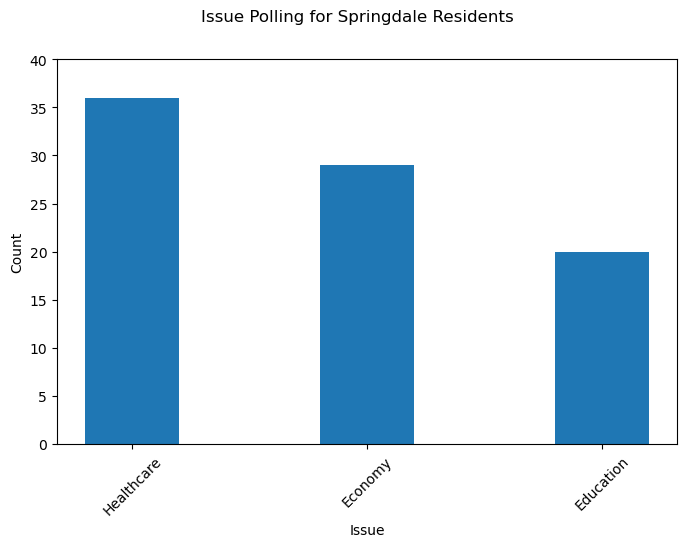 Issue Polling for Springdale Residents
40
35
30
25
20
15
10
5
0
Count
Healthcare
Economy
Education
Issue